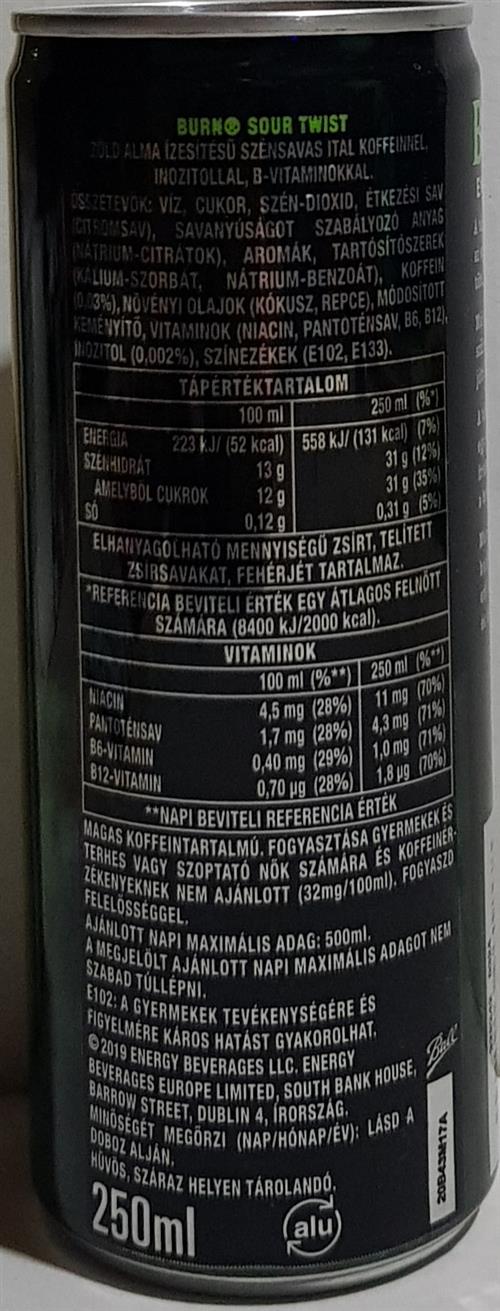 BURN® SOUR TWIST
ZÖLD ALMA ÍZESÍTÉSŰ SZÉNSAVAS ITAL KOFFEINNEL,
INOZITOLLAL, B-VITAMINOKKAL.
ÖSSZETEVŐK: VÍZ, CUKOR, SZÉN-DIOXID, ÉTKEZÉSI SAV
(CITROMSAV), SAVANYÚSÁGOT SZABÁLYOZÓ ANYAG
(NÁTRIUM-CITRÁTOK), AROMÁK, TARTÓSÍTÓSZEREK
(KÁLIUM-SZORBÁT, NÁTRIUM-BENZOÁT), KOFFEIN
(0,03%), NÖVÉNYI OLAJOK (KÓKUSZ, REPCE), MÓDOSÍTOTT
KEMÉNYÍTŐ, VITAMINOK (NIACIN, PANTOTÉNSAV, B6, B12),
INOZITOL (0,002%), SZÍNEZÉKEK (E102, E133).
TÁPÉRTÉKTARTALOM
100 ml 250 ml (%*)
ENERGIA 223 kJ/ (52 kcal) 558 kJ/ (131 kcal) (7%)
SZÉNHIDRÁT 13 g 31 g (12%)
AMELYBŐL CUKROK 12 g 31 g (35%)
SÓ 0,12 g 0,31 g (5%)
ELHANYAGOLHATÓ MENNYISÉGŰ ZSÍRT, TELÍTETT
ZSÍRSAVAKAT, FEHÉRJÉT TARTALMAZ.
*REFERENCIA BEVITELI ÉRTÉK EGY ÁTLAGOS FELNŐTT
SZÁMÁRA (8400 kJ/2000 kcal).
VITAMINOK
100 ml (%**) 250 ml (%**)
NIACIN 4,5 mg (28%) 11 mg (70%)
PANTOTÉNSAV 1,7 mg (28%) 4,3 mg (71%)
B6-VITAMIN 0,40 mg (29%) 1,0 mg (71%)
B12-VITAMIN 0,70 µg (28%) 1,8 µg (70%)
**NAPI BEVITELI REFERENCIA ÉRTÉK
MAGAS KOFFEINTARTALMÚ. FOGYASZTÁSA GYERMEKEK ÉS
TERHES VAGY SZOPTATÓ NŐK SZÁMÁRA ÉS KOFFEINÉR-
ZÉKENYEKNEK NEM AJÁNLOTT (32mg/100ml). FOGYASZD
FELELŐSSÉGGEL.
AJÁNLOTT NAPI MAXIMÁLIS ADAG: 500ml.
A MEGJELÖLT AJÁNLOTT NAPI MAXIMÁLIS ADAGOT NEM
SZABAD TÚLLÉPNI.
E102: A GYERMEKEK TEVÉKENYSÉGÉRE ÉS
FIGYELMÉRE KÁROS HATÁST GYAKOROLHAT.
©2019 ENERGY BEVERAGES LLC. ENERGY
BEVERAGES EUROPE LIMITED, SOUTH BANK HOUSE,
BARROW STREET, DUBLIN 4, ÍRORSZÁG.
MINŐSÉGÉT MEGŐRZI (NAP/HÓNAP/ÉV): LÁSD A
DOBOZ ALJÁN.
HŰVÖS, SZÁRAZ HELYEN TÁROLANDÓ.
250ml
alu
Ball